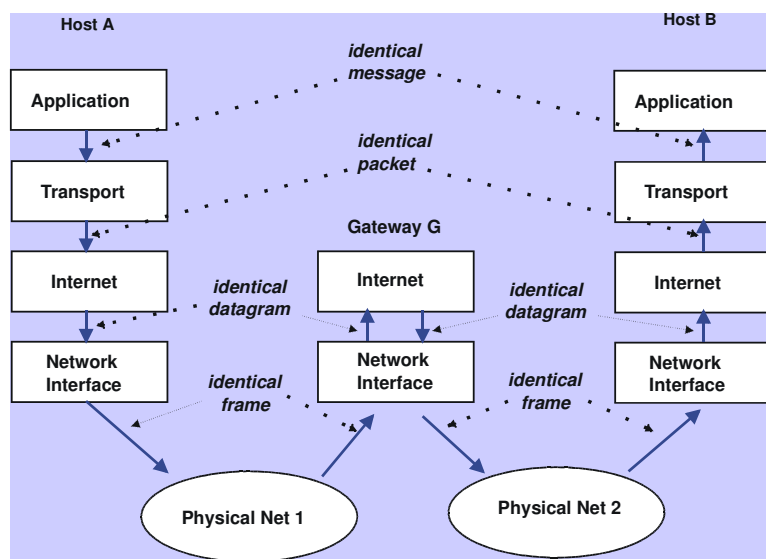 Host A
Host B
identical
message
Application
Application
identical
packet
Transport
Transport
Gateway G
Internet
Internet
Internet
identical
datagram
identical
datagram
Network
Interface
Network
Interface
Network
Interface
identical
frame
identical
frame
Physical Net 1
Physical Net 2